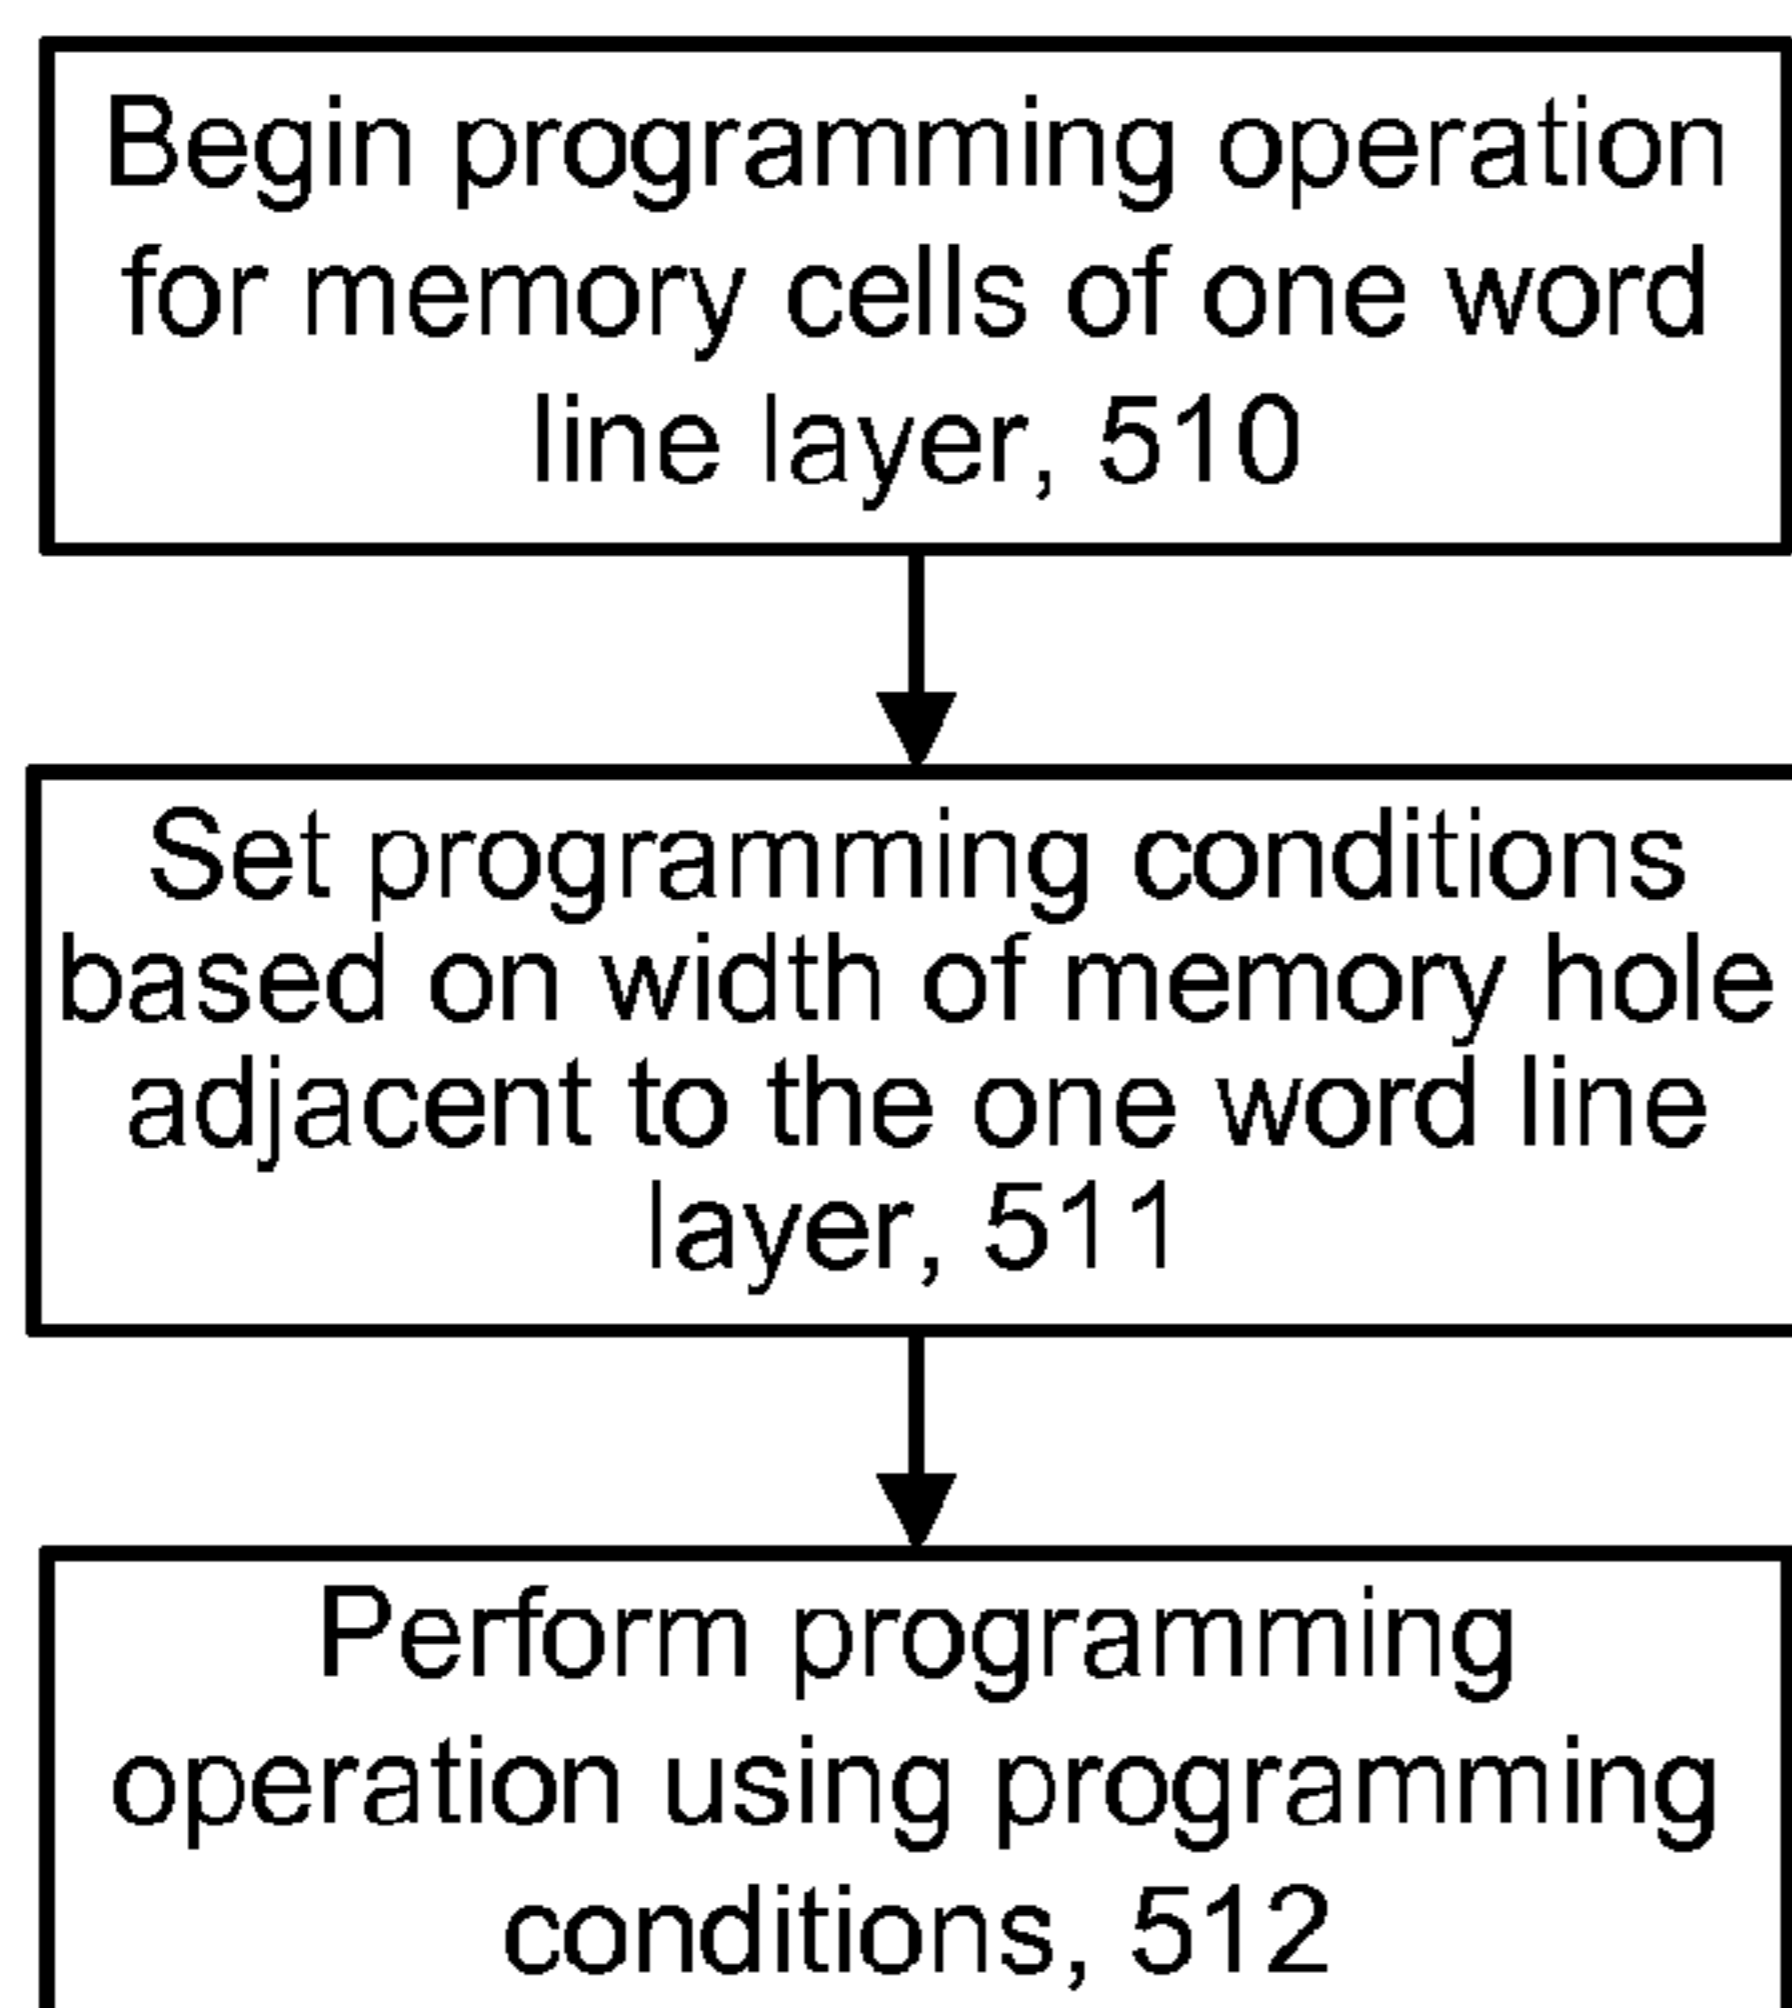 Begin programming operation
for memory cells of one word
line layer, 510
Set programming conditions
based on width of memory hole
adjacent to the one word line
layer, 511
Perform programming
operation using programming
conditions, 512